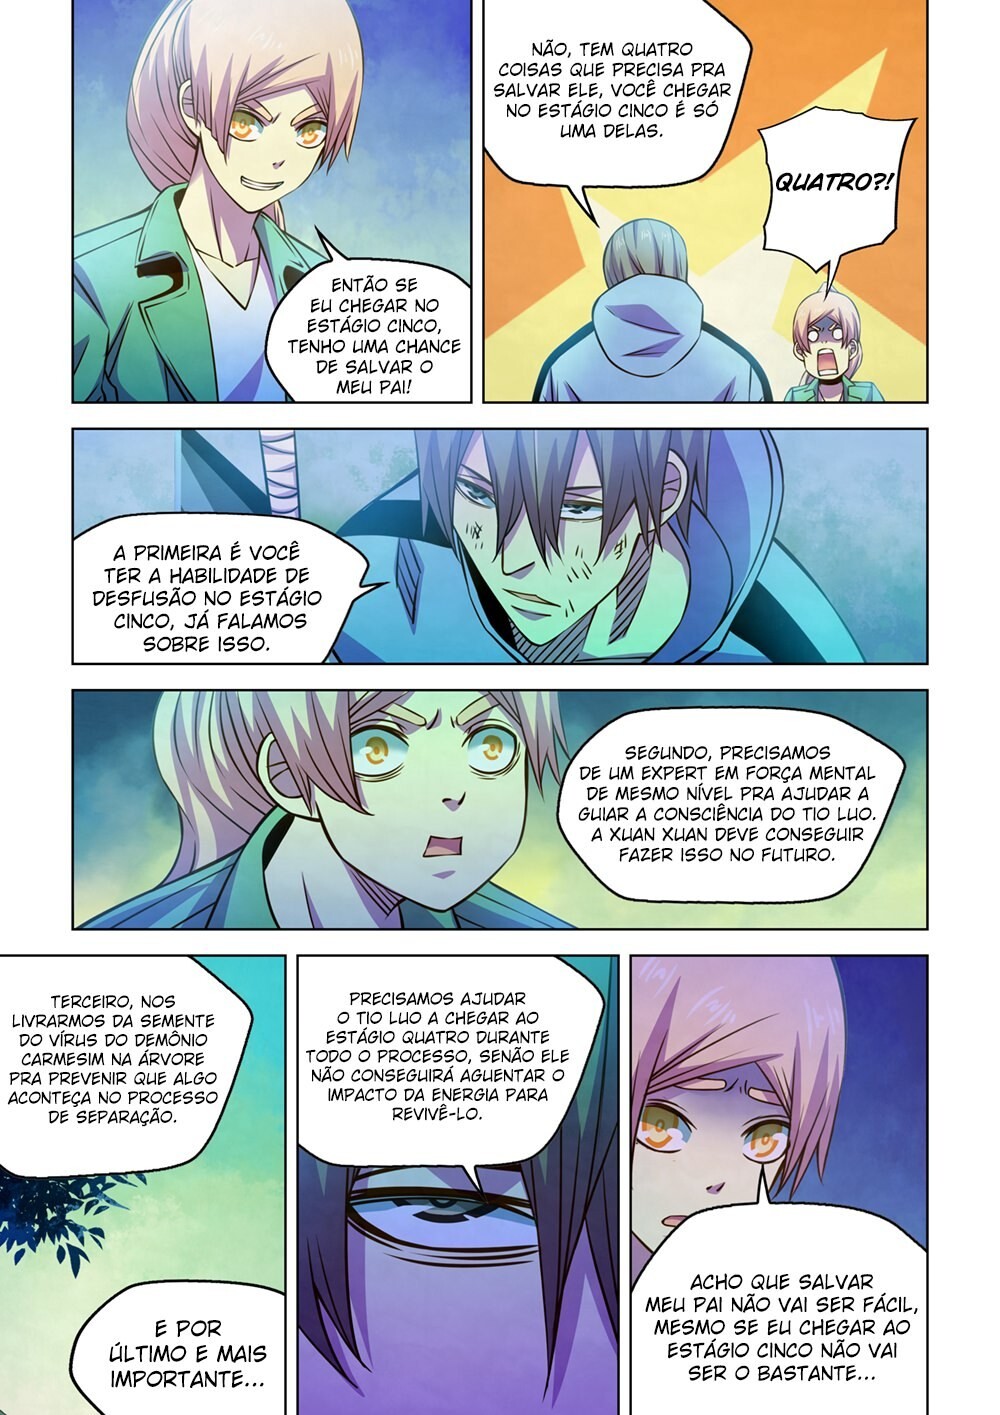 ENTÃO SE
EU CHEGAR NO
ESTÁGIO CINCO,
TENHO UMA CHANCE
DE SALVAR O
MEU PAI!
NÃO, TEM QUATRO
COISAS QUE PRECISA PRA
SALVAR ELE, VOCÊ CHEGAR
NO ESTÁGIO CINCO É SÓ
UMA DELAS.
QUATRO?!
A PRIMEIRA É VOCÊ
TER A HABILIDADE DE
DESFUSÃO NO ESTÁGIO
CINCO, JÁ FALAMOS
SOBRE ISSO.
SEGUNDO, PRECISAMOS
DE UM EXPERT EM FORÇA MENTAL
DE MESMO NÍVEL PRA AJUDAR A
GUIAR A CONSCIÊNCIA DO TIO LUO.
A XUAN XUAN DEVE CONSEGUIR
FAZER ISSO NO FUTURO.
TERCEIRO, NOS
LIVRARMOS DA SEMENTE
DO VÍRUS DO DEMÔNIO
CARMESIM NA ÁRVORE
PRA PREVENIR QUE ALGO
ACONTEÇA NO PROCESSO
DE SEPARAÇÃO.
E POR
ÚLTIMO E MAIS
IMPORTANTE...
PRECISAMOS AJUDAR
O TIO LUO A CHEGAR AO
ESTÁGIO QUATRO DURANTE
TODO O PROCESSO, SENÃO ELE
NÃO CONSEGUIRÁ AGUENTAR O
IMPACTO DA ENERGIA PARA
REVIVÊ-LO.
ACHO QUE SALVAR
MEU PAI NÃO VAI SER FÁCIL,
MESMO SE EU CHEGAR AO
ESTÁGIO CINCO NÃO VAI
SER O BASTANTE...